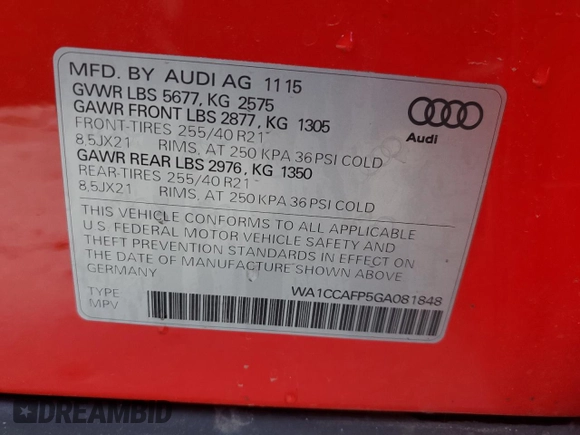 MFD. BY AUDI AG 11 15
GVWR LBS 5677, KG 2575
GAWR FRONT LBS 2877, KG 1305
FRONT-TIRES 255/40 R21
8,5JX21 RIMS, AT 250 KPA 36 PSI COLD
GAWR REAR LBS 2976, KG 1350
REAR-TIRES 255/40 R21
8,5JX21 RIMS, AT 250 KPA 36 PSI COLD
Audi
THIS VEHICLE CONFORMS TO ALL APPLICABLE
U.S. FEDERAL MOTOR VEHICLE SAFETY AND
THEFT PREVENTION STANDARDS IN EFFECT ON
THE DATE OF MANUFACTURE SHOWN ABOVE.
GERMANY
WA1CCAFP5GA081848
TYPE
MPV
DREAMBID